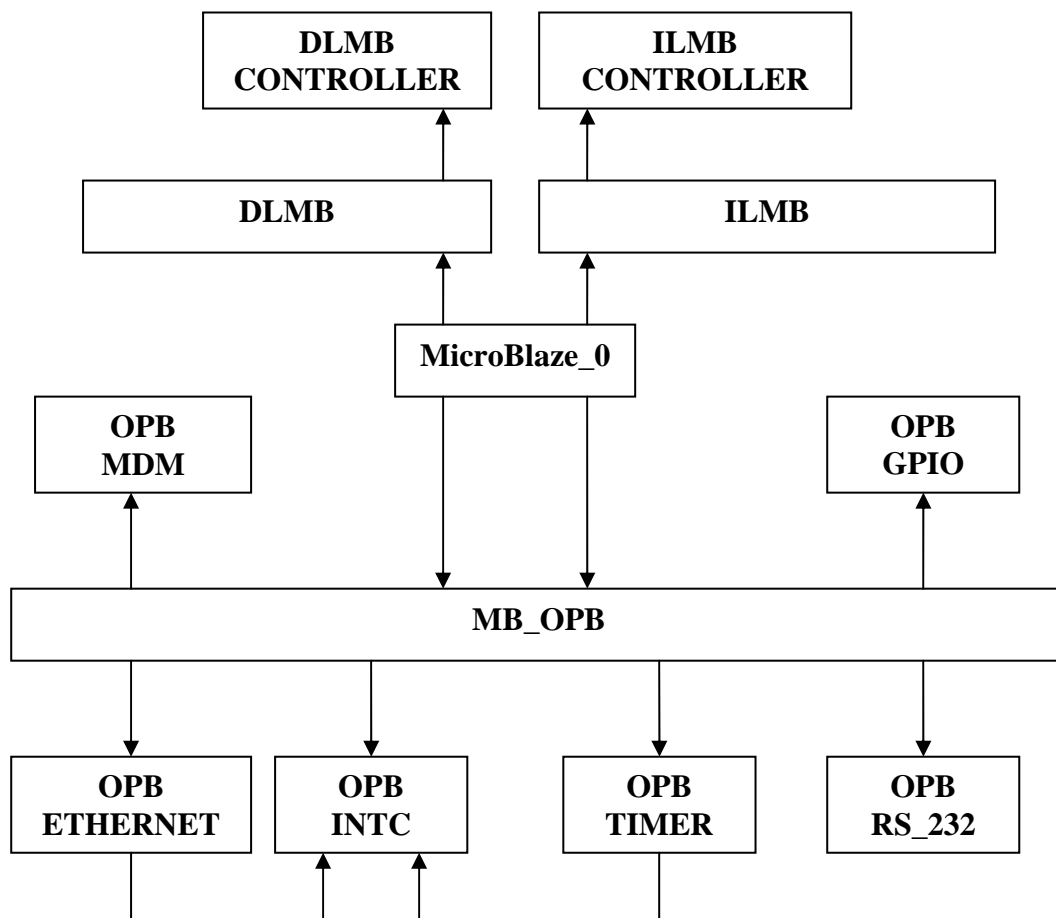 DLMB
CONTROLLER
ILMB
CONTROLLER
DLMB
ILMB
MicroBlaze_0
OPB
MDM
OPB
GPIO
MB_OPB
OPB
ETHERNET
OPB
INTC
OPB
TIMER
OPB
RS_232